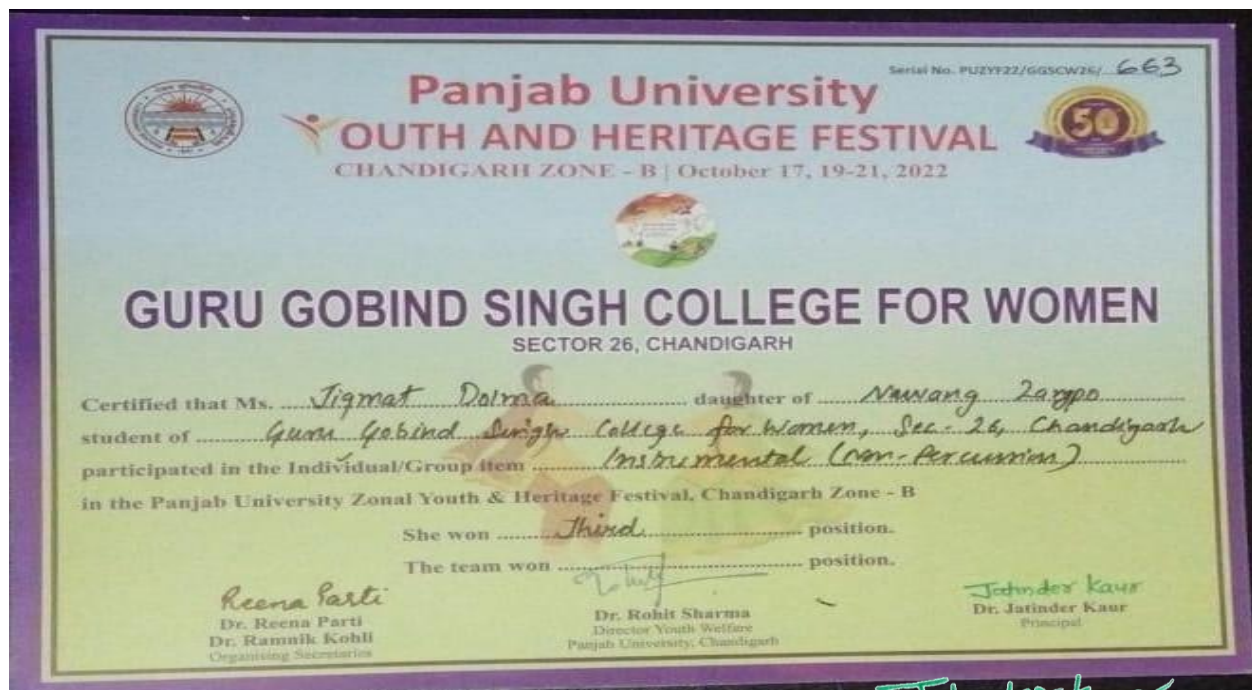 Serial No. PUZYF22/GGSCW26/ 663
Panjab University
YOUTH AND HERITAGE FESTIVAL
CHANDIGARH ZONE - B | October 17, 19-21, 2022
50
GURU GOBIND SINGH COLLEGE FOR WOMEN
SECTOR 26, CHANDIGARH
Certified that Ms. Jigmat Dolma daughter of Nawang Zangpo
student of Guru Gobind Singh College for Women, Sec-26, Chandigarh
participated in the Individual/Group item Instrumental (non-Percussion)
in the Panjab University Zonal Youth & Heritage Festival, Chandigarh Zone - B
She won Third position.
The team won position.
Reena Parti
Dr. Reena Parti
Dr. Ramnik Kohli
Organising Secretaries
Dr. Rohit Sharma
Director Youth Welfare
Panjab University, Chandigarh
Jatinder Kaur
Dr. Jatinder Kaur
Principal